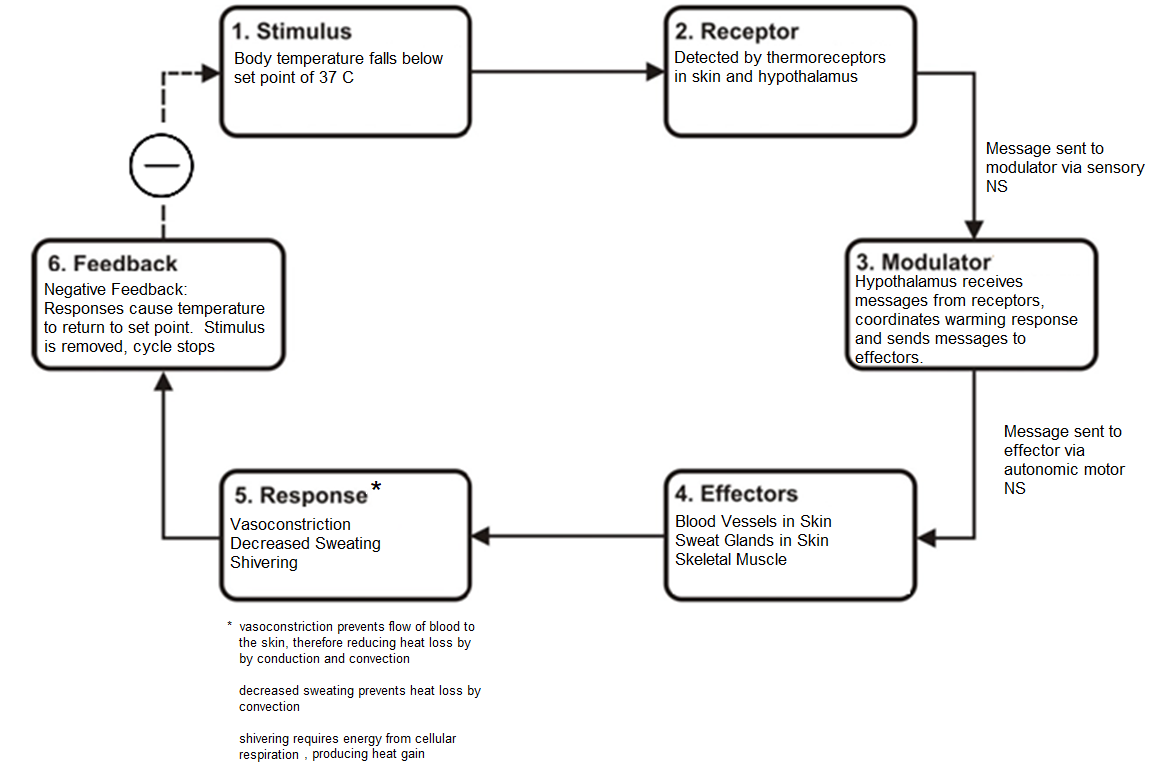 1. Stimulus
Body temperature falls below
set point of 37 C
2. Receptor
Detected by thermoreceptors
in skin and hypothalamus
Message sent to
modulator via sensory
NS
3. Modulator
Hypothalamus receives
messages from receptors,
coordinates warming response
and sends messages to
effectors.
Message sent to
effector via
autonomic motor
NS
4. Effectors
Blood Vessels in Skin
Sweat Glands in Skin
Skeletal Muscle
5. Response*
Vasoconstriction
Decreased Sweating
Shivering
* vasoconstriction prevents flow of blood to
the skin, therefore reducing heat loss by
by conduction and convection
decreased sweating prevents heat loss by
convection
shivering requires energy from cellular
respiration , producing heat gain
6. Feedback
Negative Feedback:
Responses cause temperature
to return to set point. Stimulus
is removed, cycle stops